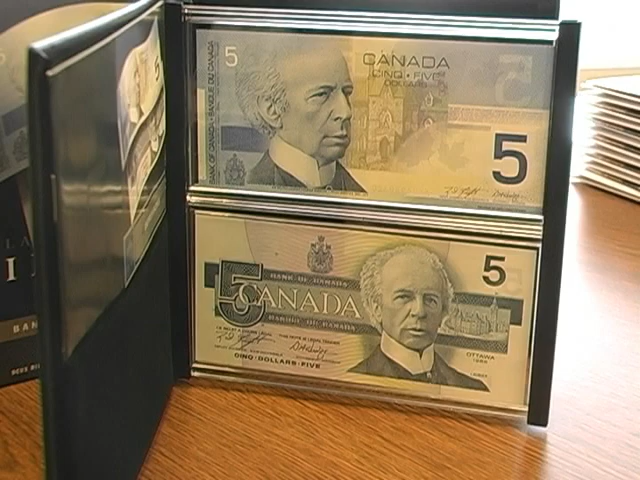 5
CANADA
CINQ • FIVE
DOLLARS
BANK OF CANADA • BANQUE DU CANADA
5
5
BANK OF CANADA
CANADA
BANQUE DU CANADA
5
CINQ•DOLLARS•FIVE
OTTAWA
1986
BAN